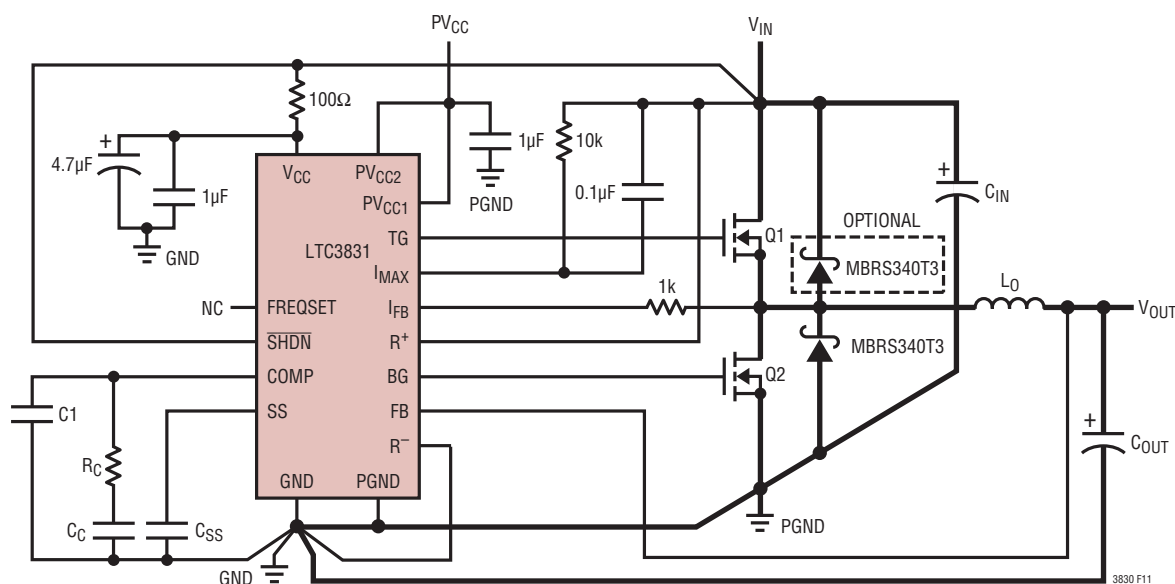 PVCC
VIN
100Ω
+
4.7µF
1µF
GND
1µF
PGND
10k
0.1µF
+
CIN
VCC
PVCC2
PVCC1
TG
LTC3831
IMAX
Q1
OPTIONAL
MBRS340T3
NC
FREQSET
IFB
1k
LO
VOUT
SHDN
R+
MBRS340T3
COMP
BG
Q2
C1
SS
FB
+
COUT
RC
R−
GND
PGND
CC
CSS
PGND
GND
3830 F11